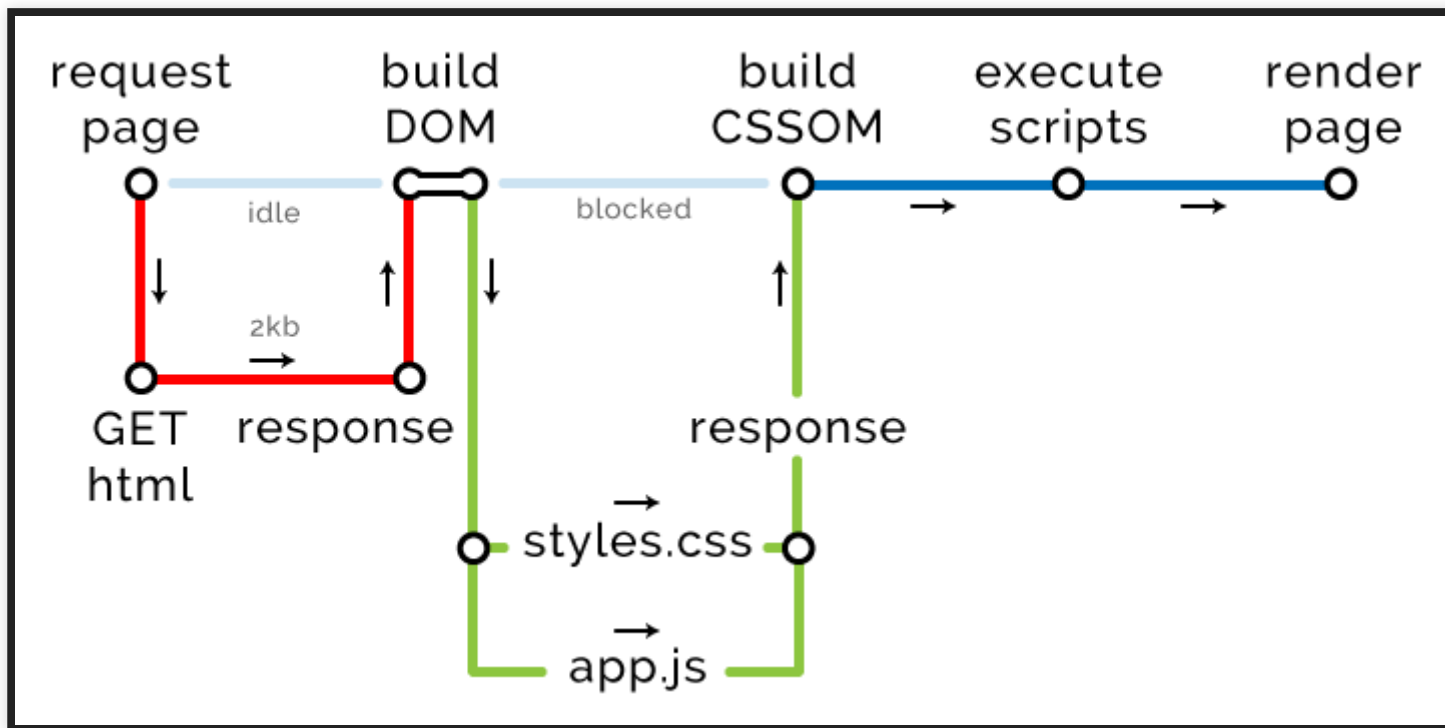 request
page
build
DOM
build
CSSOM
execute
scripts
render
page
idle
blocked
2kb
GET
html
response
response
styles.css
app.js